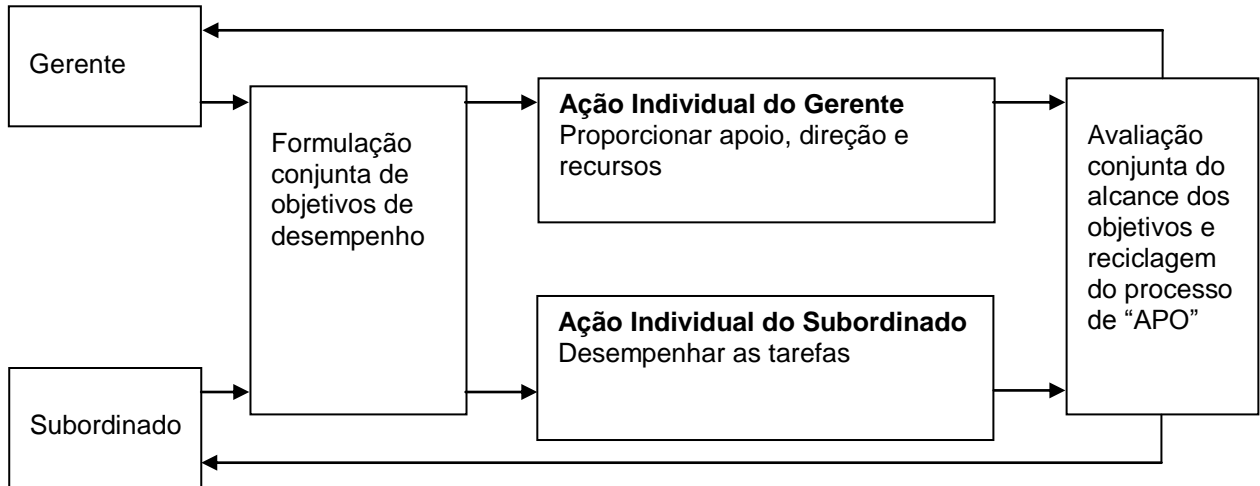 Gerente
Formulação
conjunta de
objetivos de
desempenho
Ação Individual do Gerente
Proporcionar apoio, direção e
recursos
Avaliação
conjunta do
alcance dos
objetivos e
reciclagem
do processo
de “APO”
Ação Individual do Subordinado
Desempenhar as tarefas
Subordinado